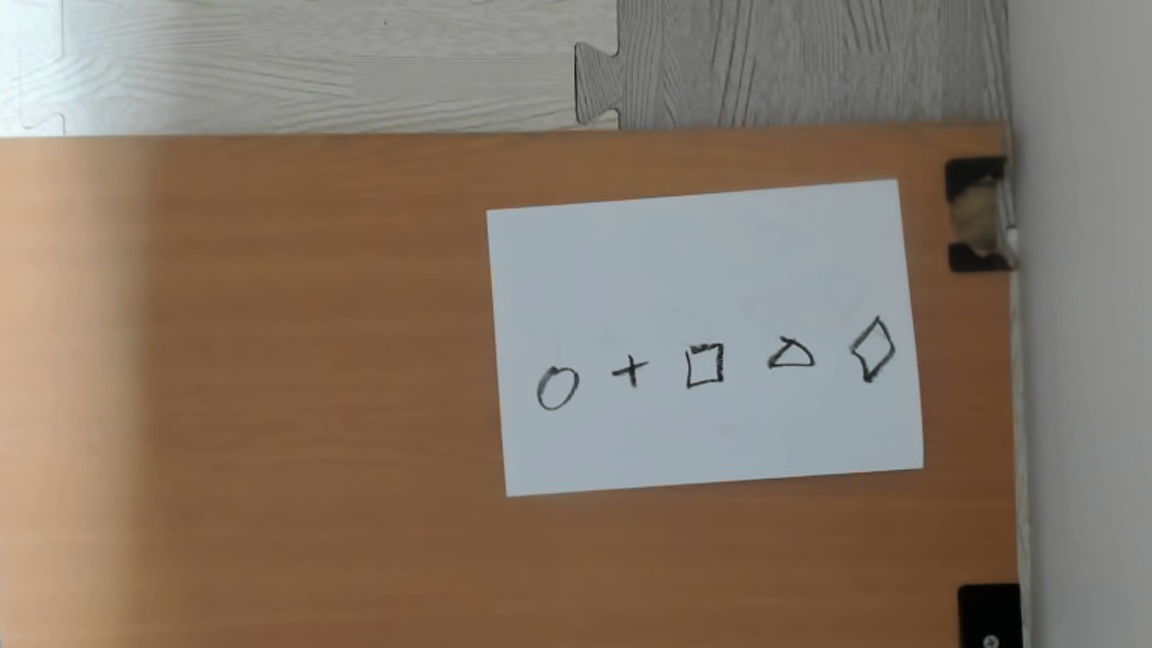 ○ + □ △ ◇